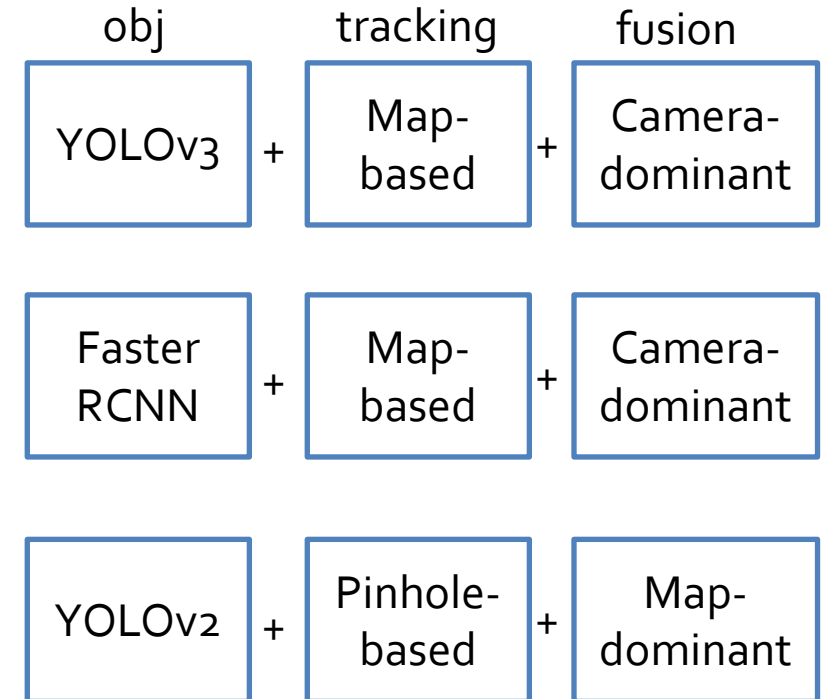 obj tracking fusion
YOLOv3 + Map-
based + Camera-
dominant
Faster
RCNN + Map-
based + Camera-
dominant
YOLOv2 + Pinhole-
based + Map-
dominant